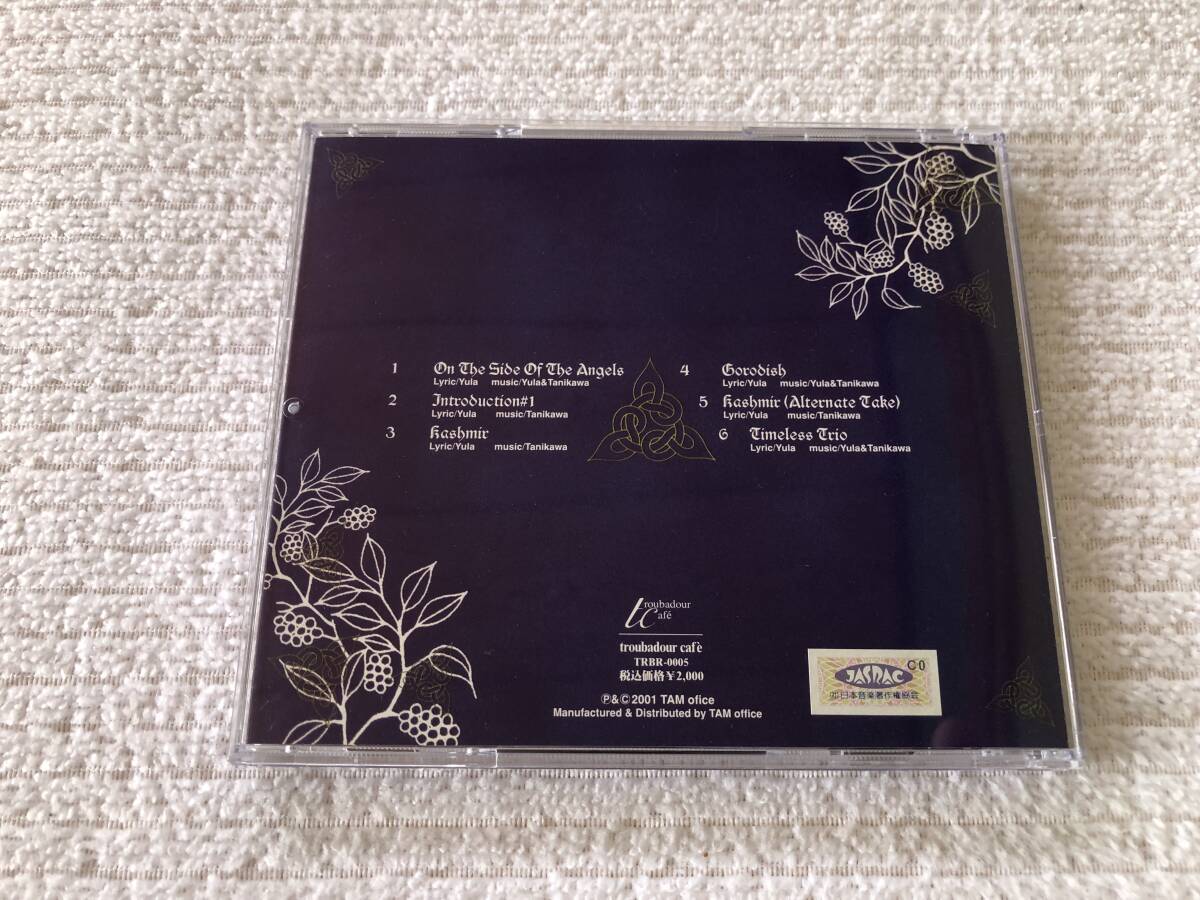 1 On The Side Of The Angels
Lyric/Yula music/Yula&Tanikawa
2 Introduction#1
Lyric/Yula music/Tanikawa
3 Kashmir
Lyric/Yula music/Tanikawa
4 Gorodish
Lyric/Yula music/Yula&Tanikawa
5 Kashmir (Alternate Take)
Lyric/Yula music/Tanikawa
6 Timeless Trio
Lyric/Yula music/Yula&Tanikawa
troubadour
Café
troubadour cafè
TRBR-0005
税込価格¥2,000
℗&©2001 TAM ofice
Manufactured & Distributed by TAM office
C0
JASRAC
㈳日本音楽著作権協会